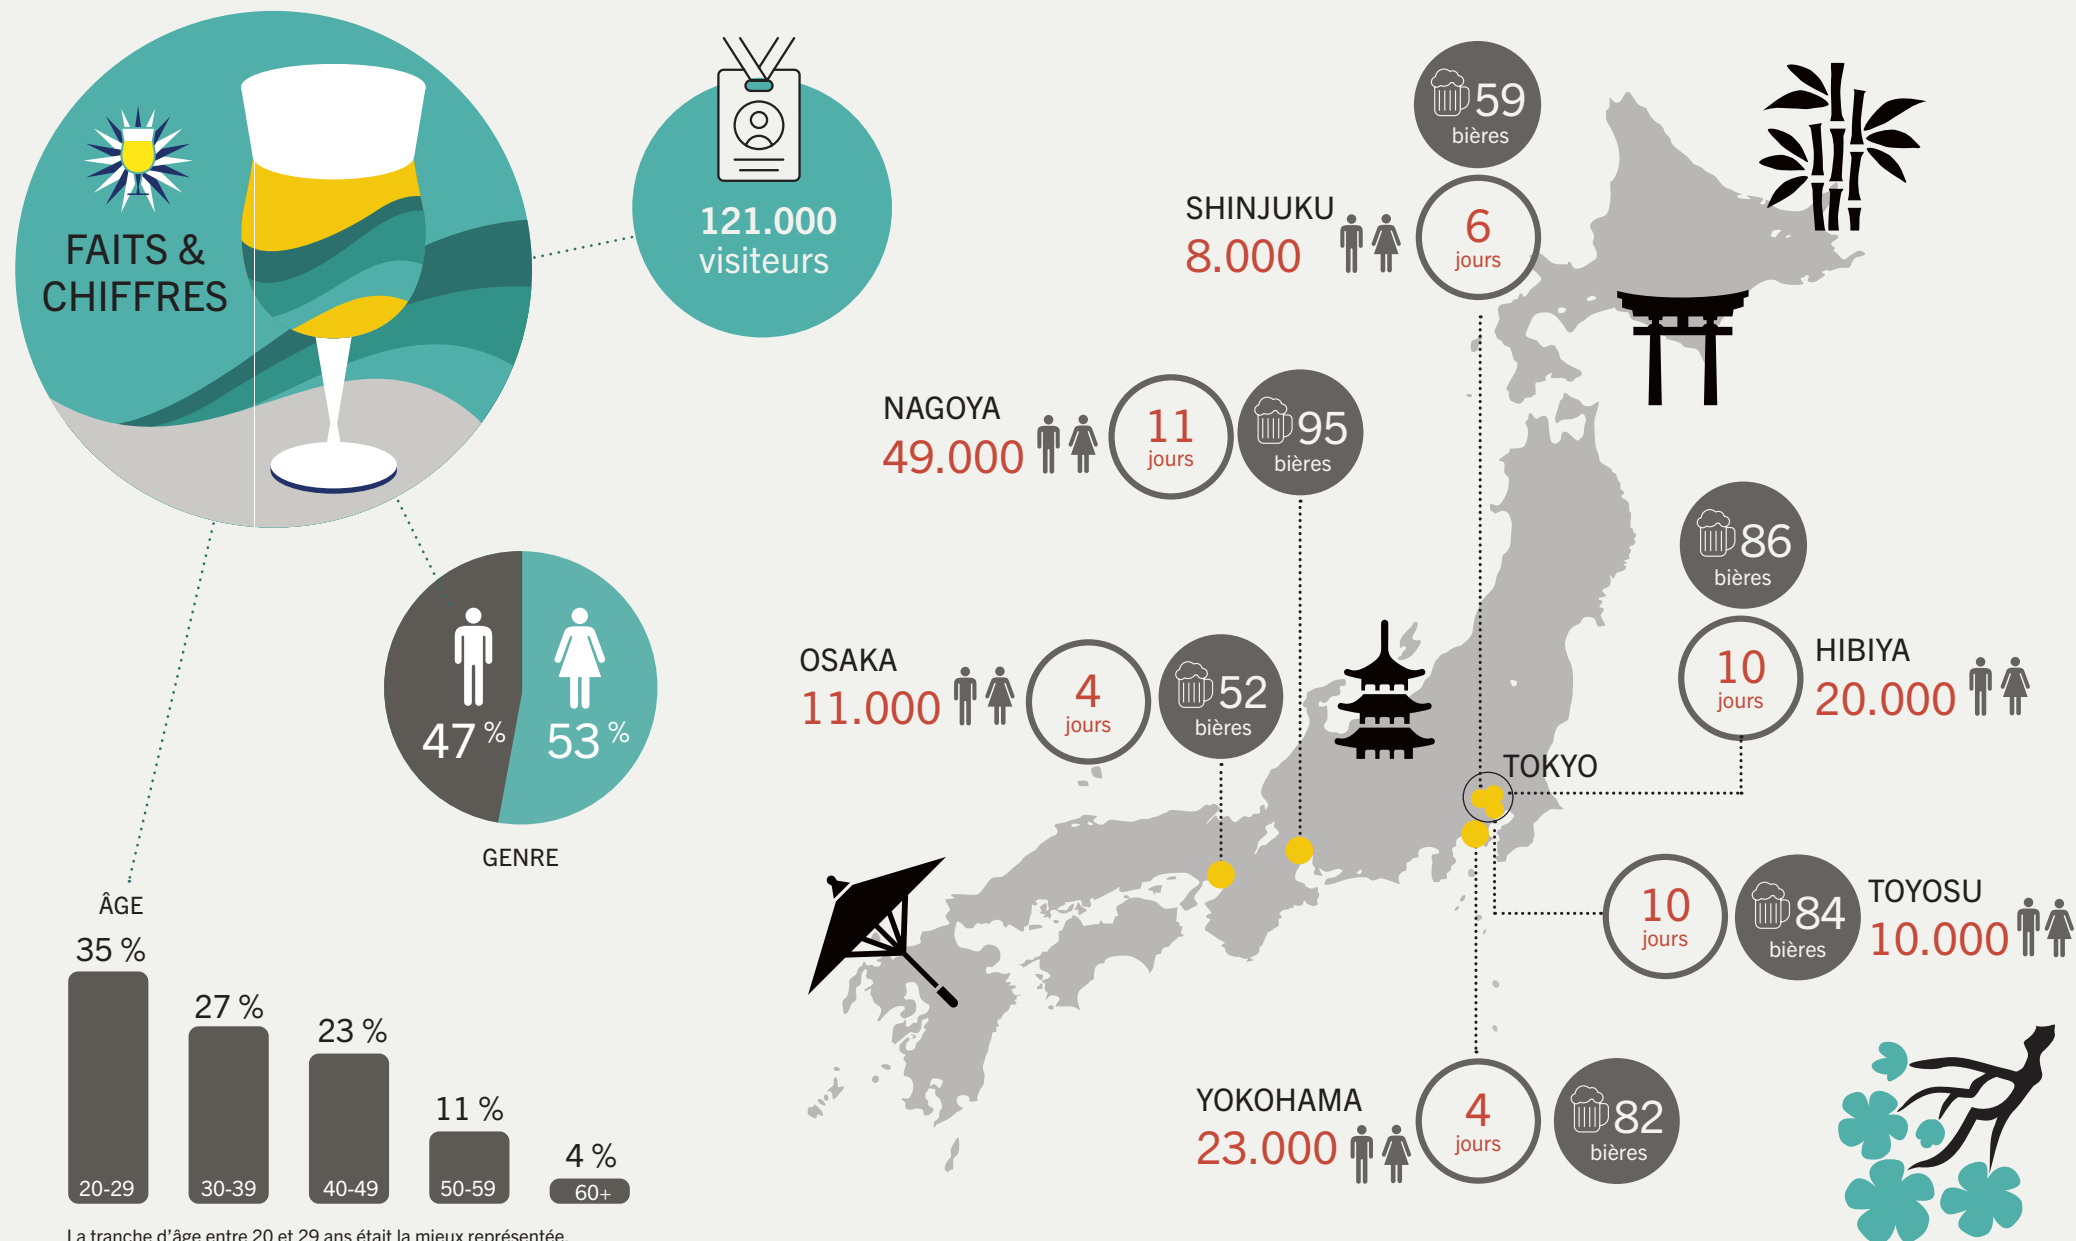 FAITS &
CHIFFRES
121.000
visiteurs
47 %
53 %
GENRE
ÂGE
35 %
27 %
23 %
11 %
4 %
20-29
30-39
40-49
50-59
60+
La tranche d'âge entre 20 et 29 ans était la mieux représentée.
59
bières
SHINJUKU
8.000
6
jours
NAGOYA
49.000
11
jours
95
bières
86
bières
10
jours
HIBIYA
20.000
OSAKA
11.000
4
jours
52
bières
TOKYO
10
jours
84
bières
TOYOSU
10.000
YOKOHAMA
23.000
4
jours
82
bières